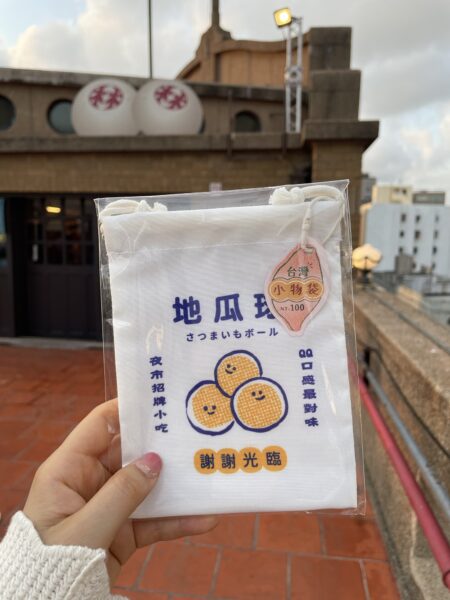 台灣
小物袋
NT.100
地瓜球
さつまいもボール
夜市招牌小吃
QQ口感最對味
謝謝光臨